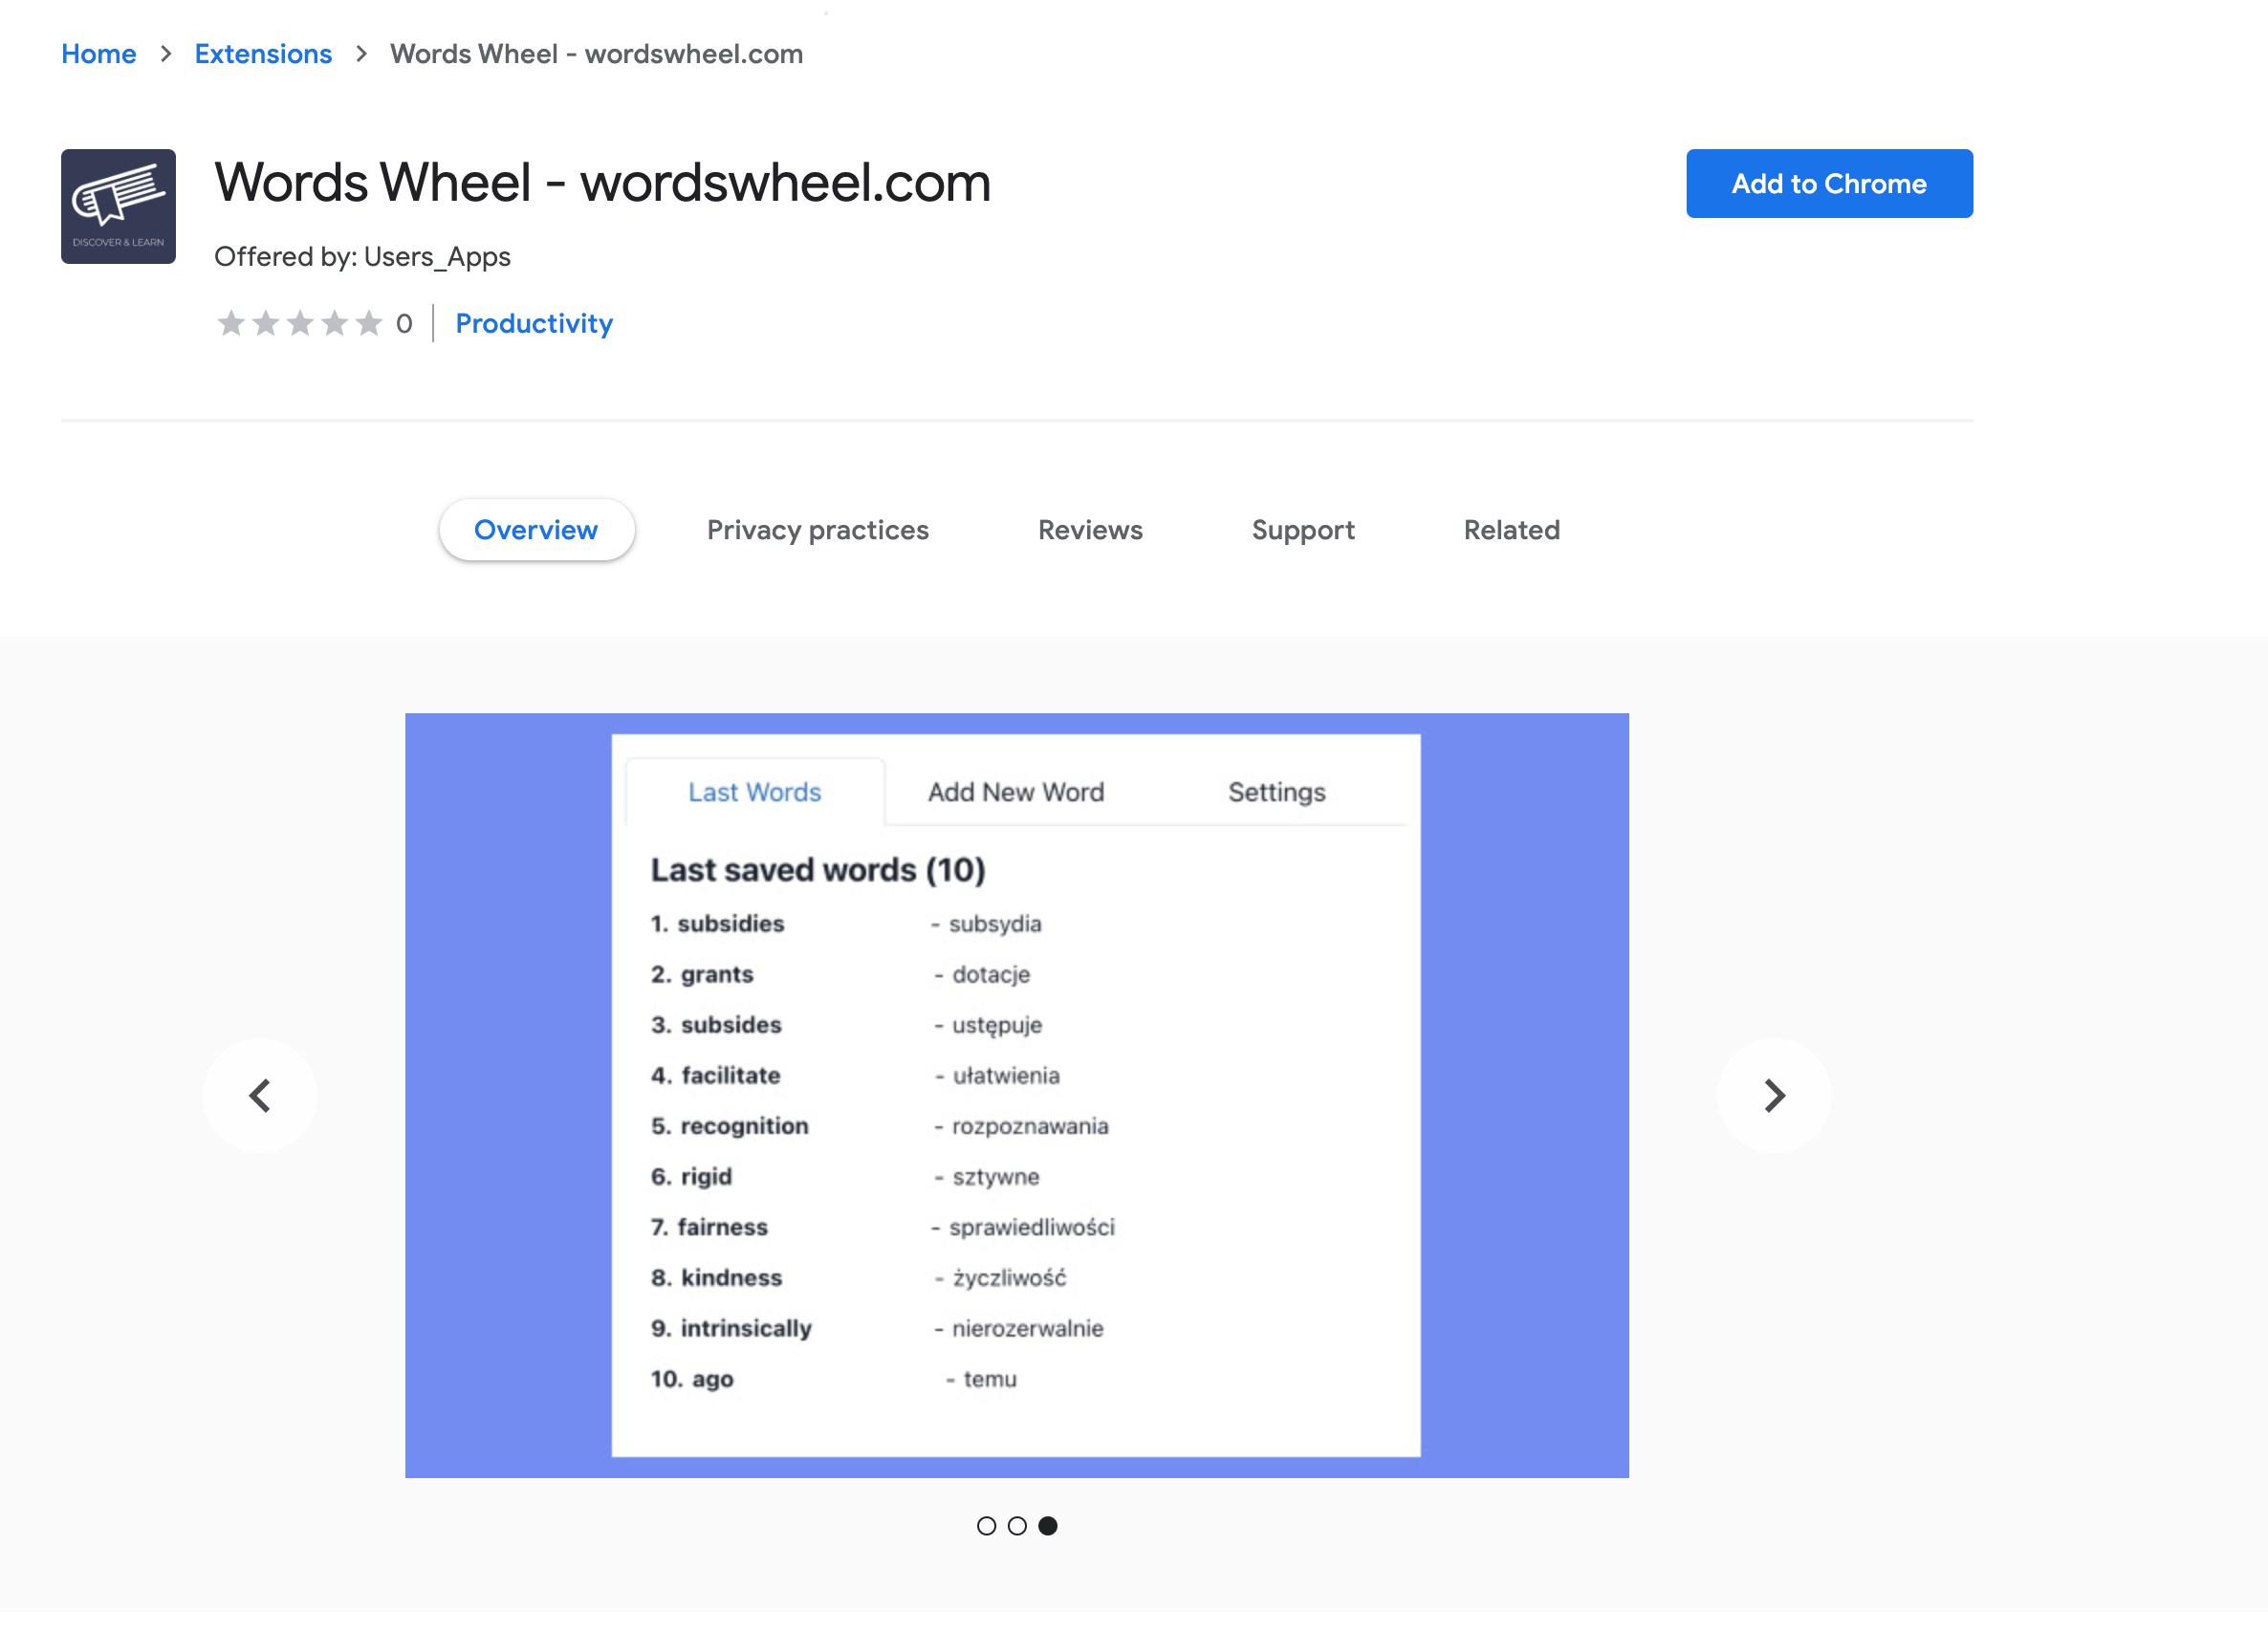 Home > Extensions > Words Wheel - wordswheel.com
DISCOVER & LEARN
Words Wheel - wordswheel.com
Add to Chrome
Offered by: Users_Apps
0 | Productivity
Overview Privacy practices Reviews Support Related
Last Words Add New Word Settings
Last saved words (10)
1. subsidies - subsydia
2. grants - dotacje
3. subsides - ustępuje
4. facilitate - ułatwienia
5. recognition - rozpoznawania
6. rigid - sztywne
7. fairness - sprawiedliwości
8. kindness - życzliwość
9. intrinsically - nierozerwalnie
10. ago - temu